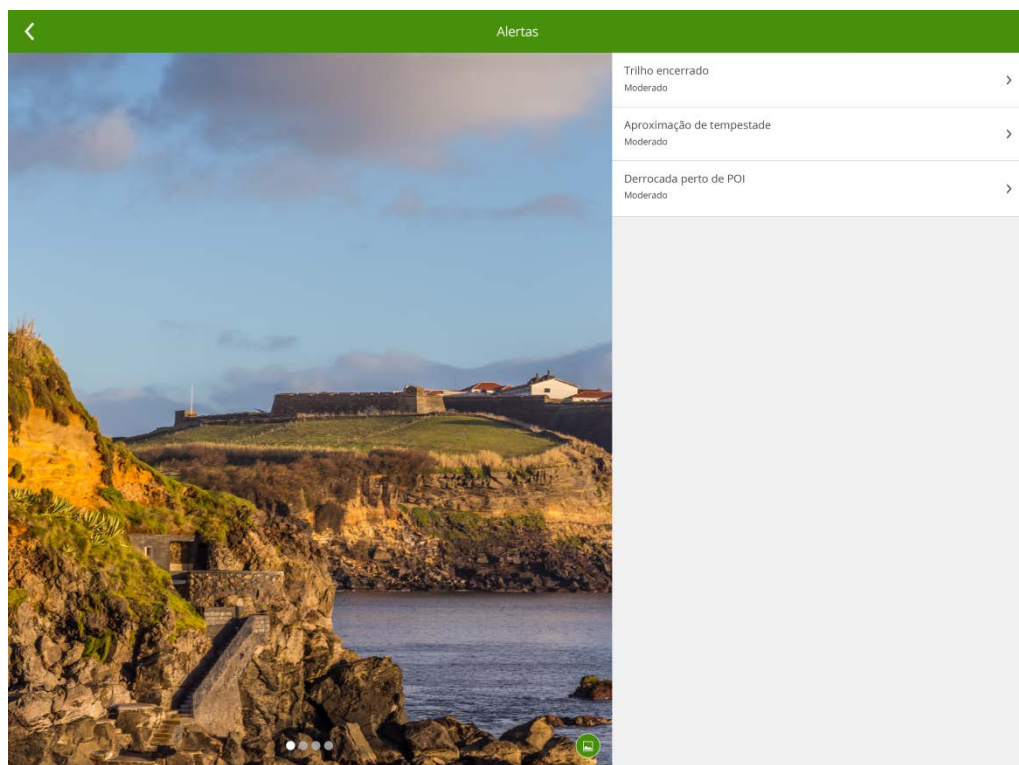 Alertas
Trilho encerrado
Moderado
Aproximação de tempestade
Moderado
Derrocada perto de POI
Moderado